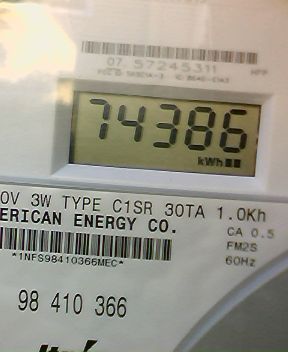 07 57245311
74386
kWh
0V 3W TYPE C1SR 30TA 1.0Kh
ERICAN ENERGY CO.
CA 0.5
FM2S
60Hz
*1NFS98410366MEC*
98 410 366